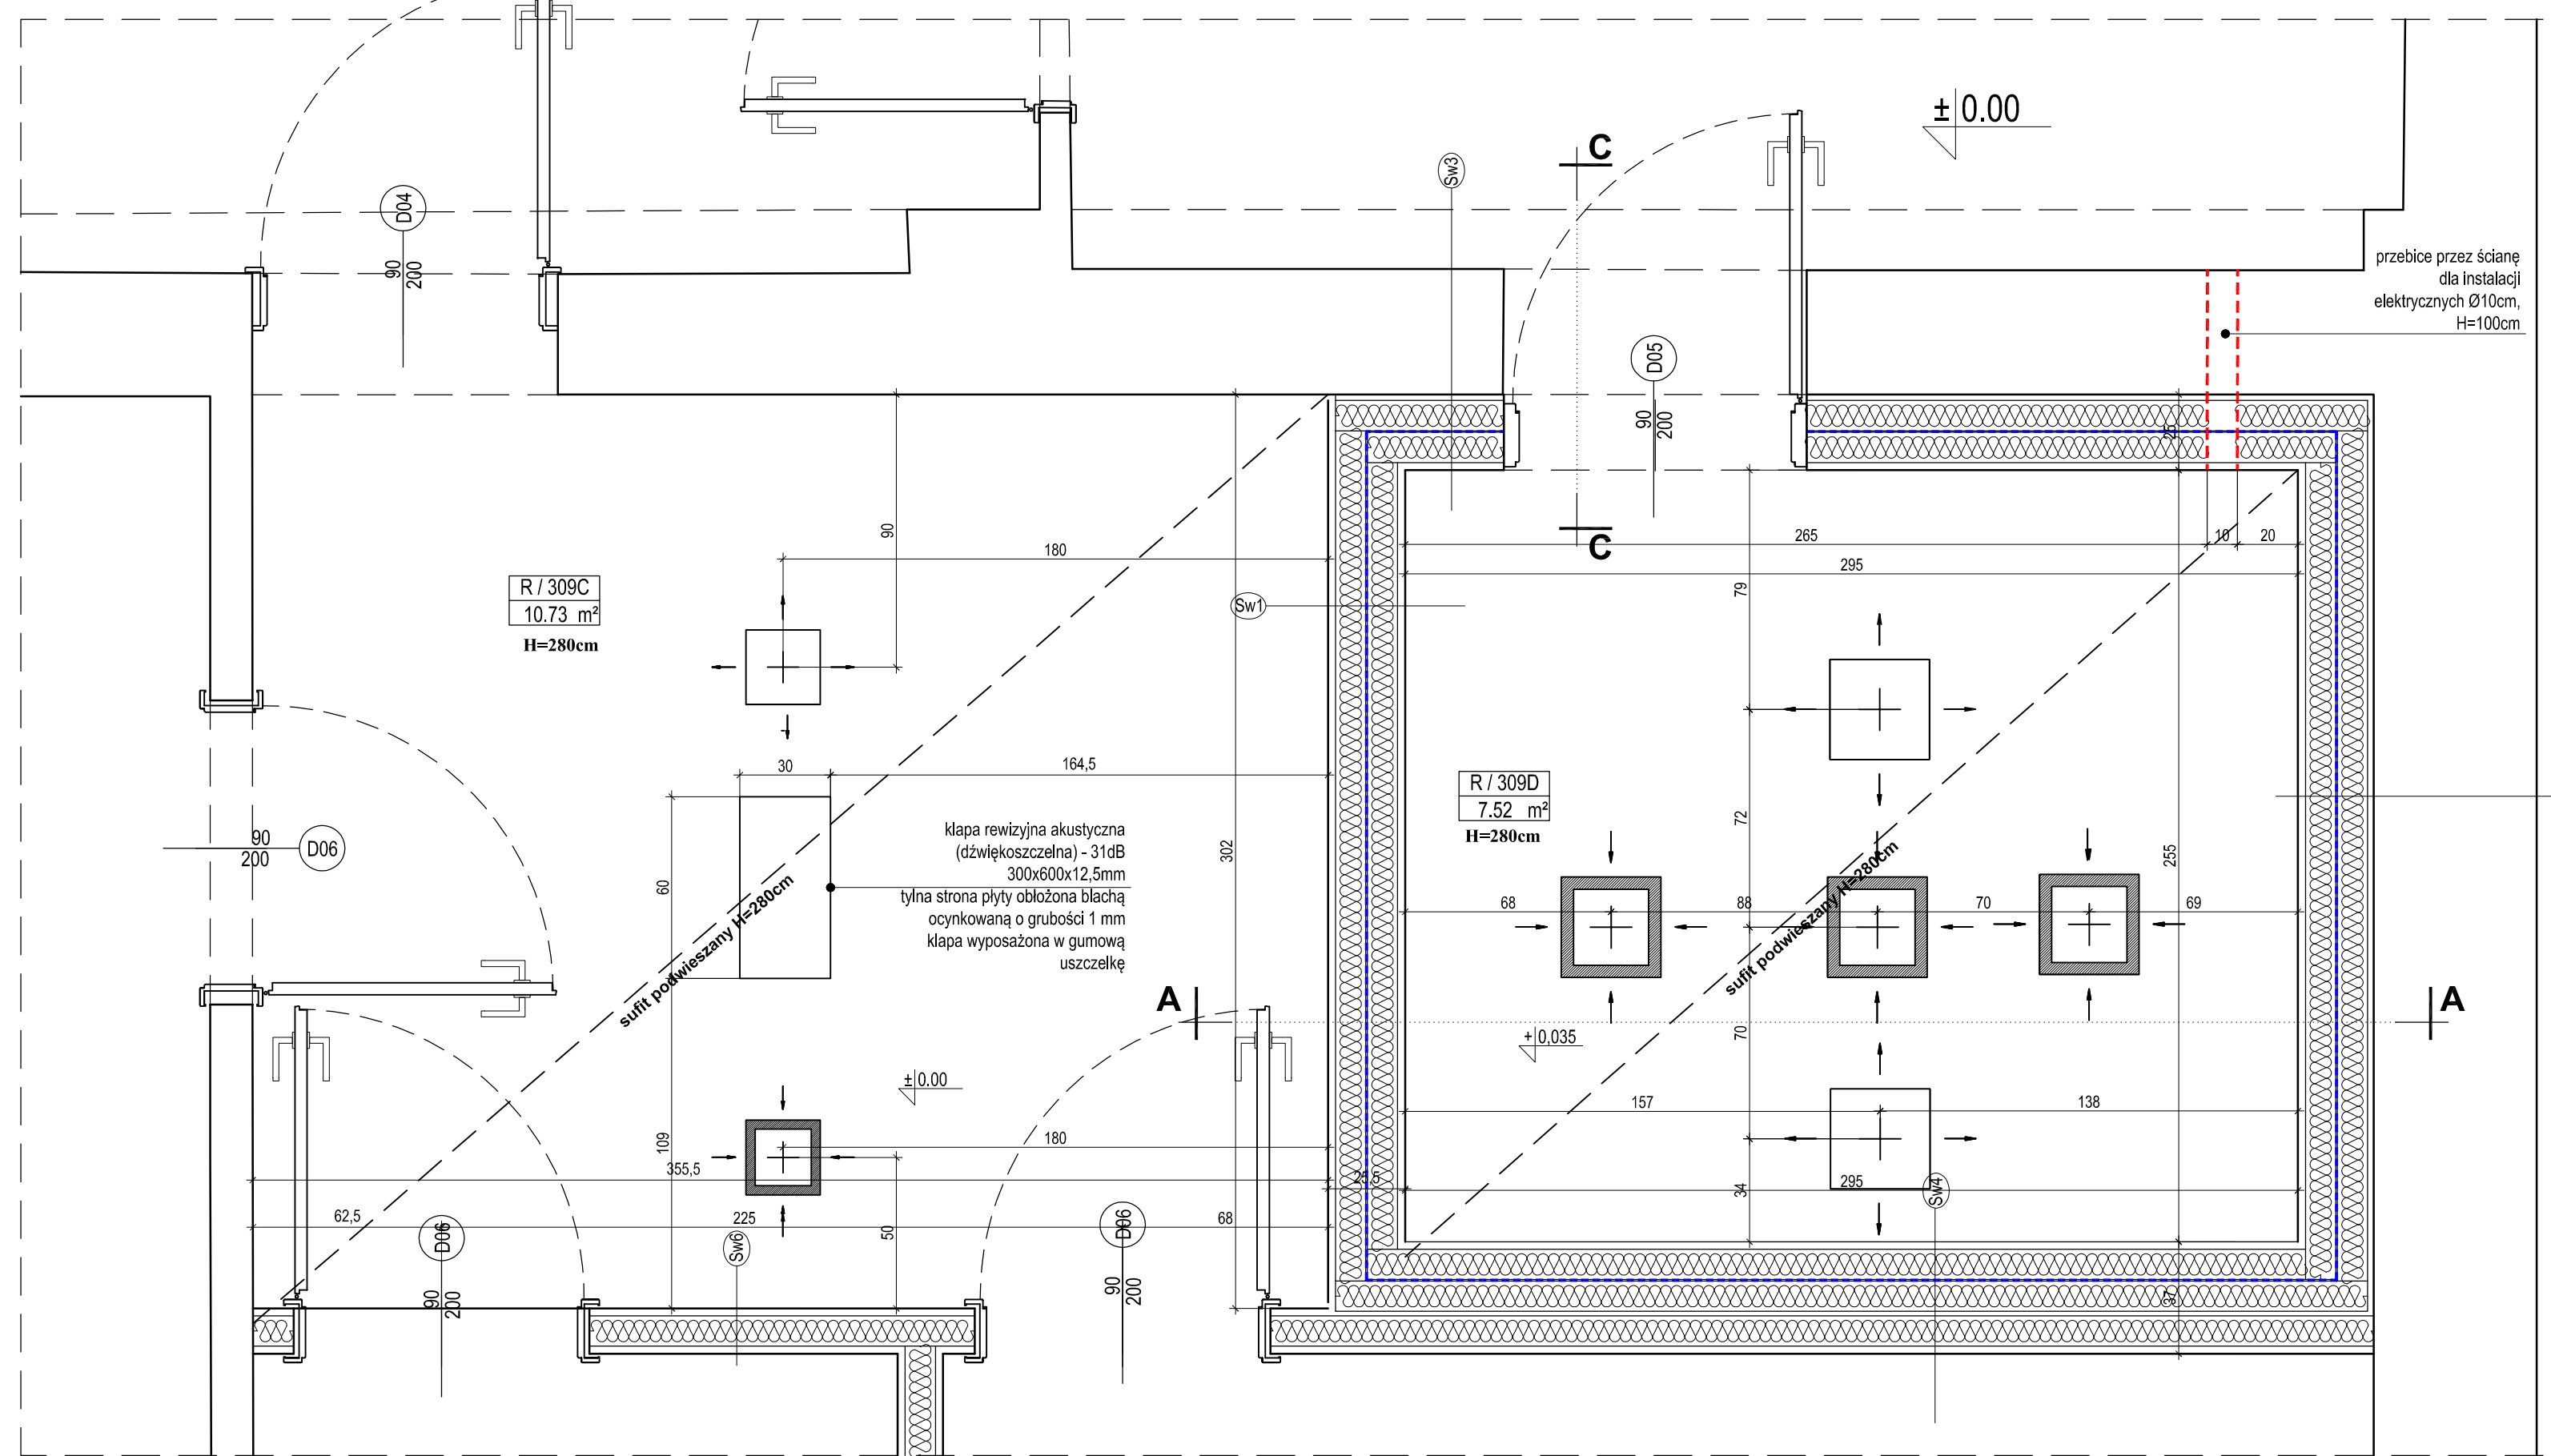 C
± 0.00
Sw3
D04
90
200
przebice przez ścianę
dla instalacji
elektrycznych Ø10cm,
H=100cm
D05
90
200
25
90
180
C
265
10
20
295
79
R / 309C
10.73 m²
H=280cm
Sw1
30
164,5
R / 309D
7.52 m²
H=280cm
72
klapa rewizyjna akustyczna
(dźwiękoszczelna) - 31dB
300x600x12,5mm
tylna strona płyty obłożona blachą
ocynkowaną o grubości 1 mm
klapa wyposażona w gumową
uszczelkę
90
200
D06
60
302
255
sufit podwieszany H=280cm
sufit podwieszany H=280cm
68
88
70
69
A
A
70
+ 0,035
± 0.00
157
138
109
180
355,5
25,5
34
295
Sw4
62,5
225
68
50
D06
Sw6
D06
90
200
90
200
37